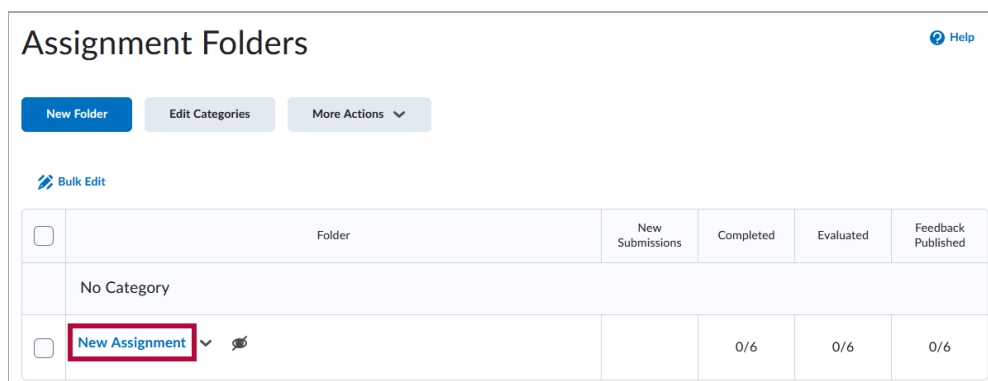 Assignment Folders
Help
New Folder
Edit Categories
More Actions
Bulk Edit
Folder
New
Submissions
Completed
Evaluated
Feedback
Published
No Category
New Assignment
0/6
0/6
0/6